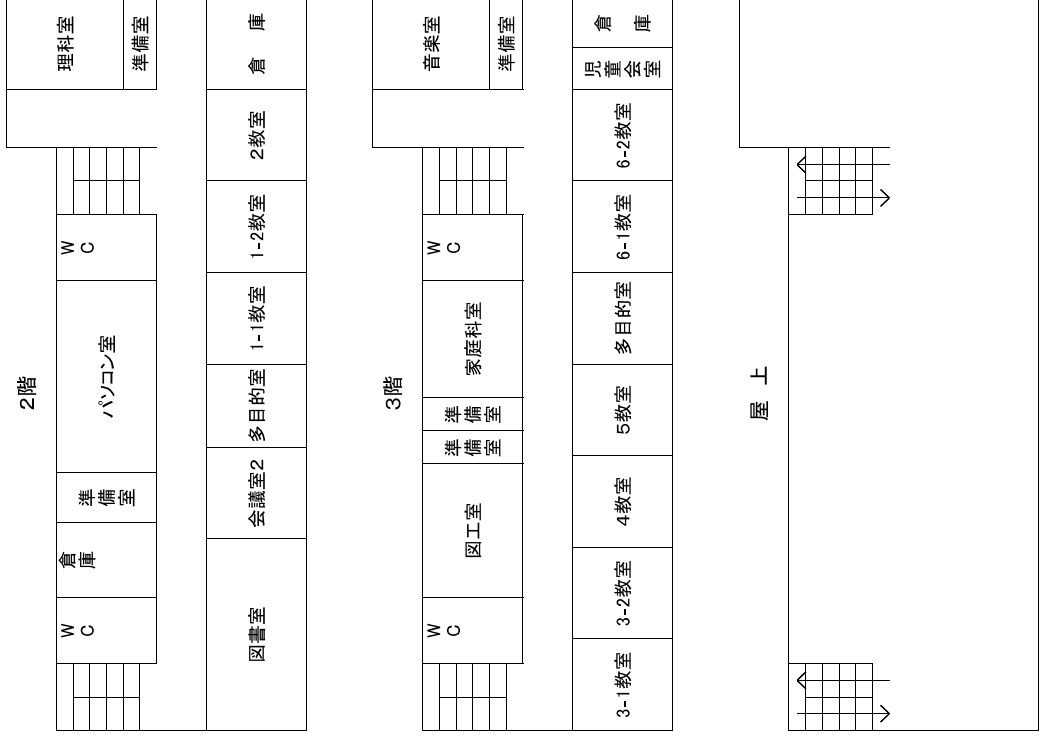 2階
WC
倉庫
準備室
パソコン室
WC
理科室
準備室
図書室
会議室2
多目的室
1-1教室
1-2教室
2教室
倉　庫
3階
WC
図工室
準備室
準備室
家庭科室
WC
音楽室
準備室
3-1教室
3-2教室
4教室
5教室
多目的室
6-1教室
6-2教室
児童会室
倉　庫
屋 上